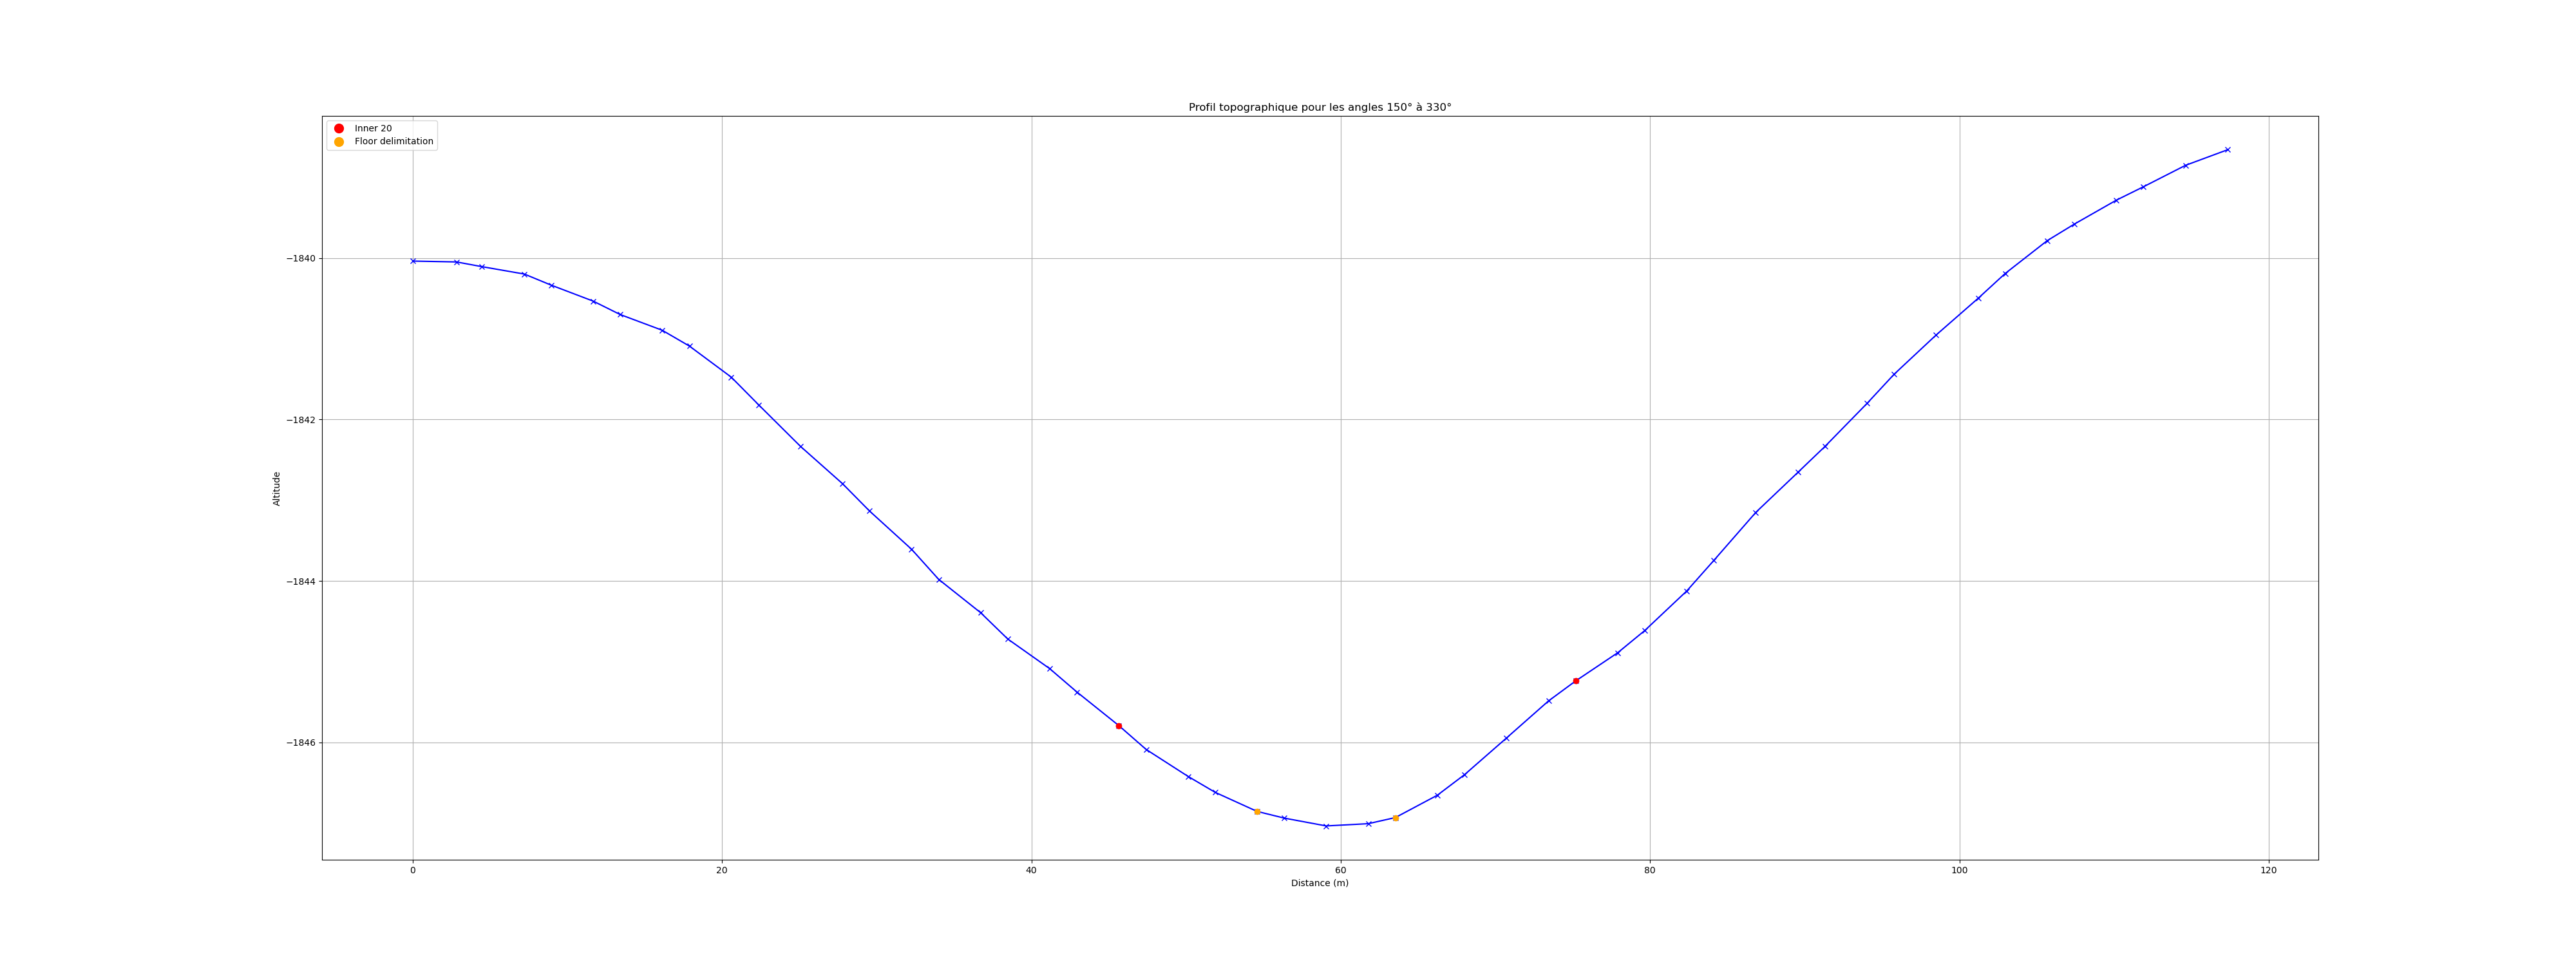 Profil topographique pour les angles 150° à 330°
Inner 20
Floor delimitation
−1840
−1842
−1844
−1846
Altitude
0 20 40 60 80 100 120
Distance (m)